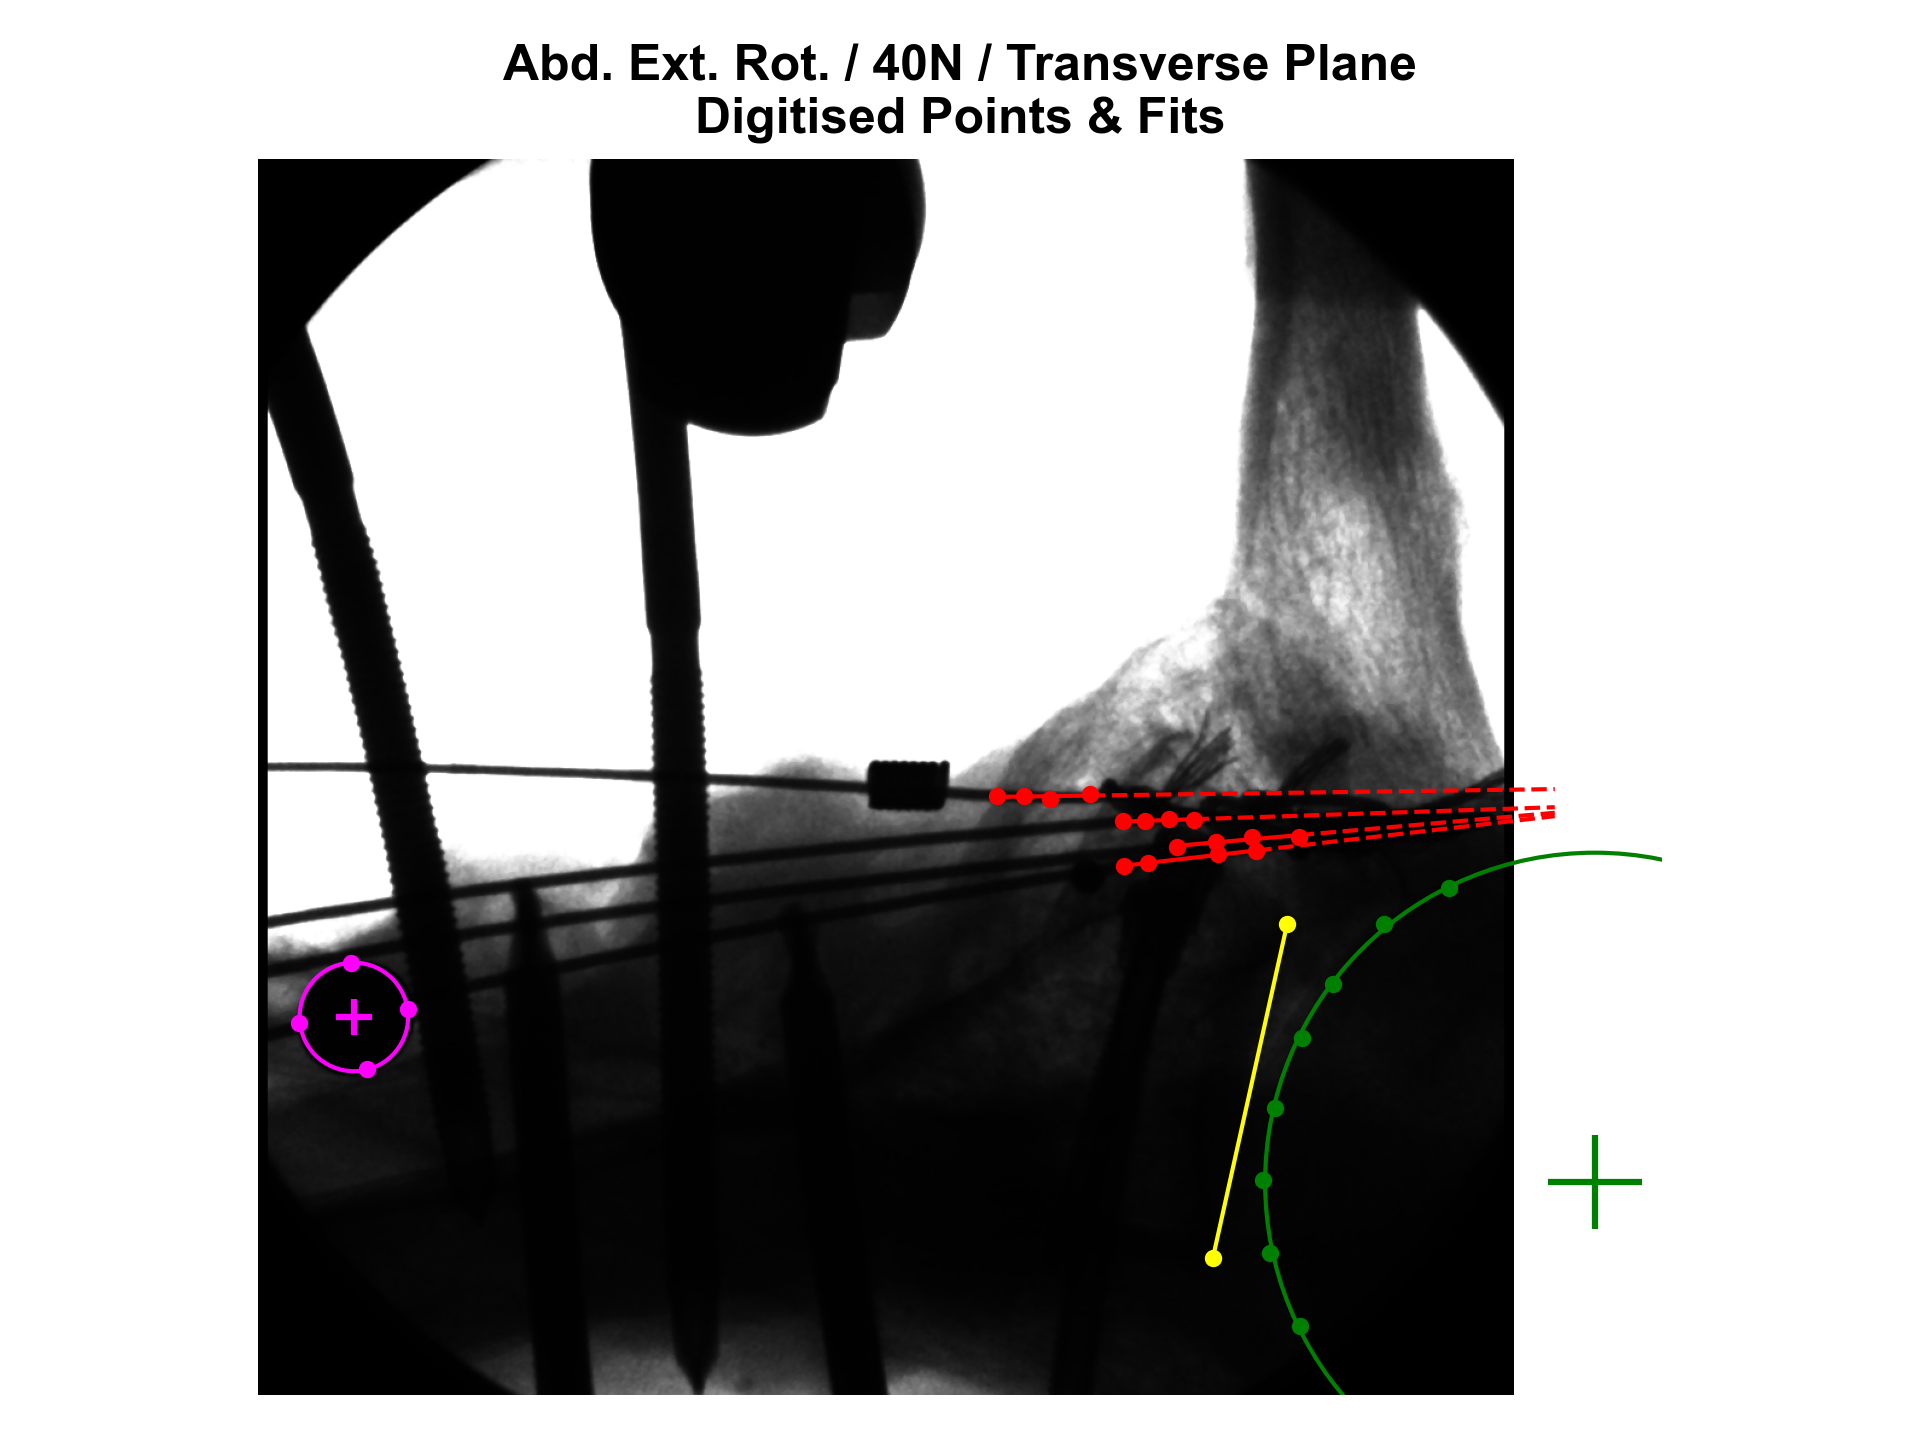 Abd. Ext. Rot. / 40N / Transverse Plane
Digitised Points & Fits